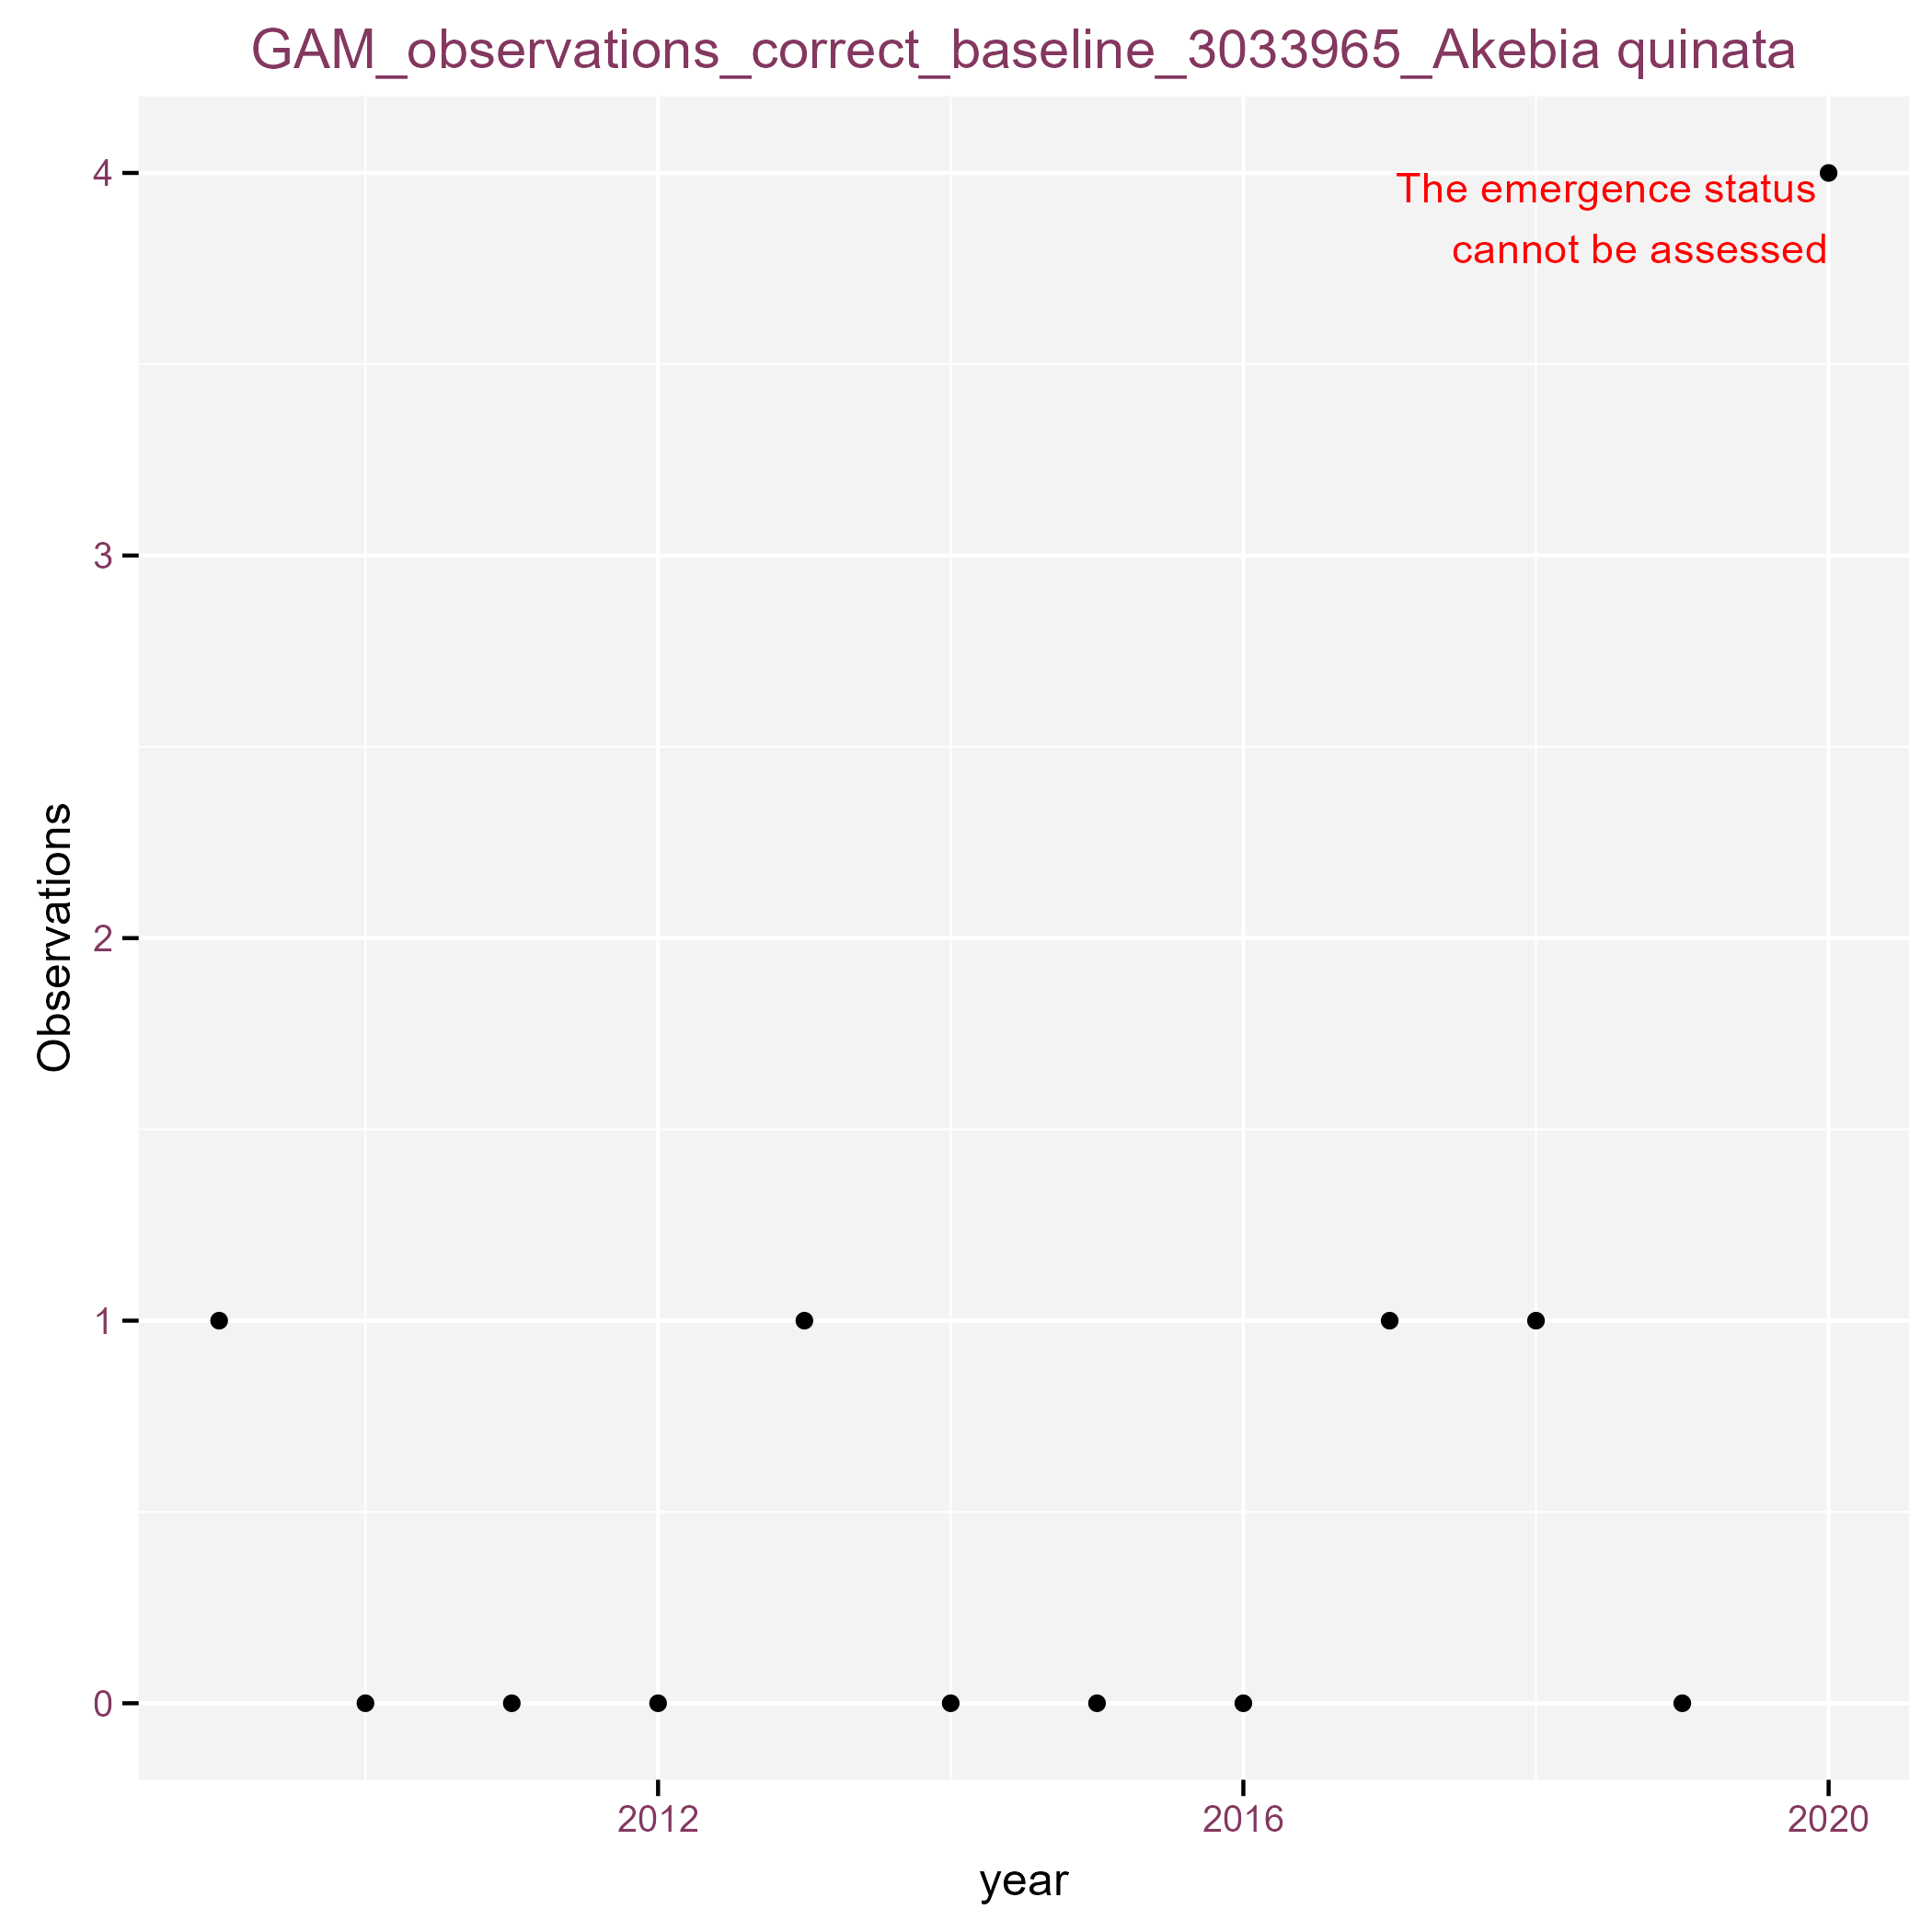 GAM_observations_correct_baseline_3033965_Akebia quinata
4
The emergence status
cannot be assessed
3
2
Observations
1
0
2012 2016 2020
year